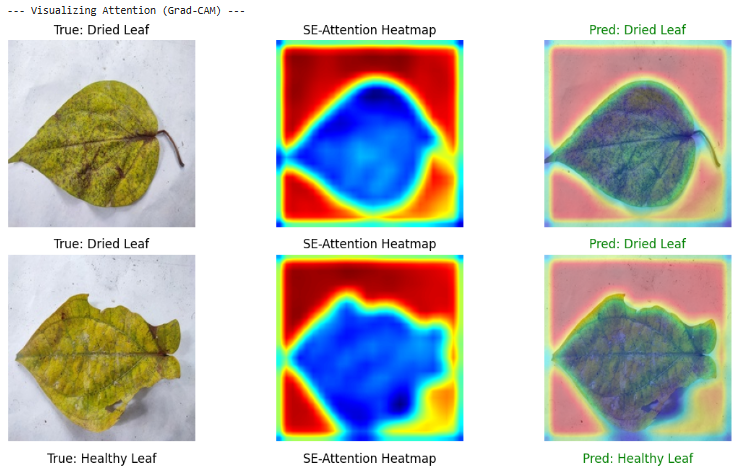 --- Visualizing Attention (Grad-CAM) ---
True: Dried Leaf
SE-Attention Heatmap
Pred: Dried Leaf
True: Dried Leaf
SE-Attention Heatmap
Pred: Dried Leaf
True: Healthy Leaf
SE-Attention Heatmap
Pred: Healthy Leaf